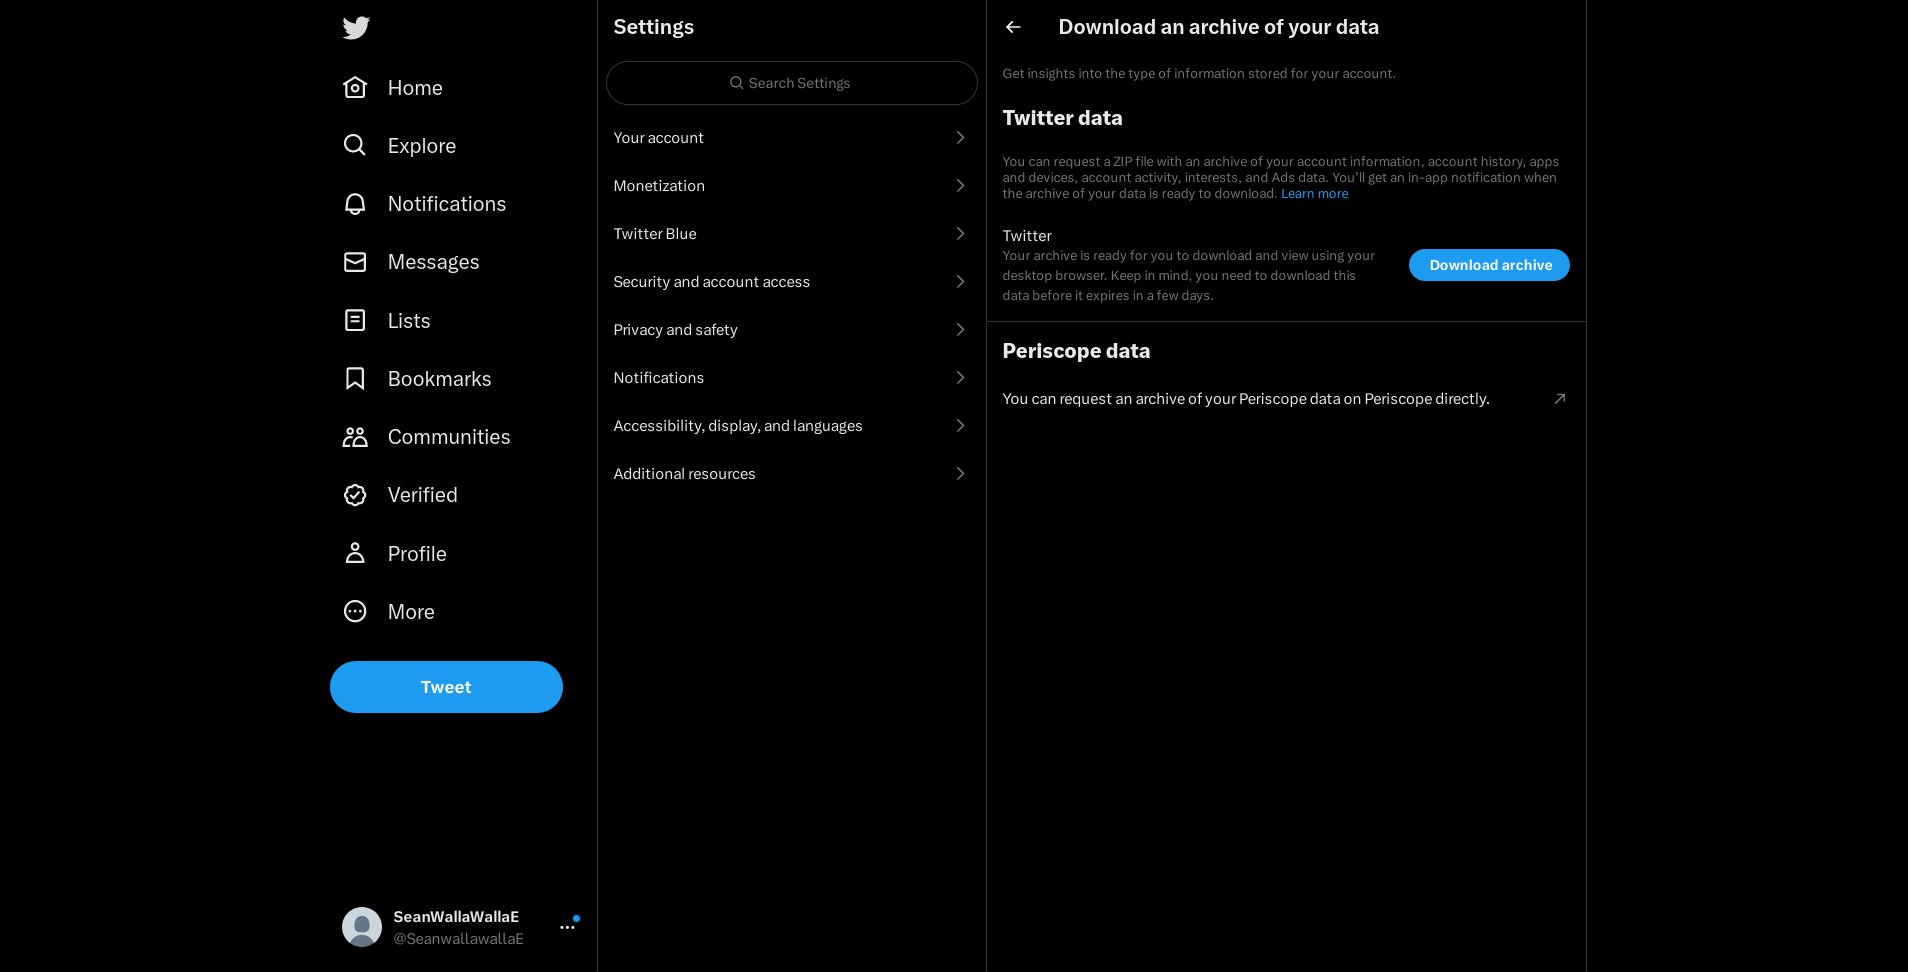 Home
Explore
Notifications
Messages
Lists
Bookmarks
Communities
Verified
Profile
More
Tweet
SeanWallaWallaE
@SeanwallawallaE
Settings
Search Settings
Your account
Monetization
Twitter Blue
Security and account access
Privacy and safety
Notifications
Accessibility, display, and languages
Additional resources
Download an archive of your data
Get insights into the type of information stored for your account.
Twitter data
You can request a ZIP file with an archive of your account information, account history, apps
and devices, account activity, interests, and Ads data. You’ll get an in-app notification when
the archive of your data is ready to download. Learn more
Twitter
Your archive is ready for you to download and view using your
desktop browser. Keep in mind, you need to download this
data before it expires in a few days.
Download archive
Periscope data
You can request an archive of your Periscope data on Periscope directly.